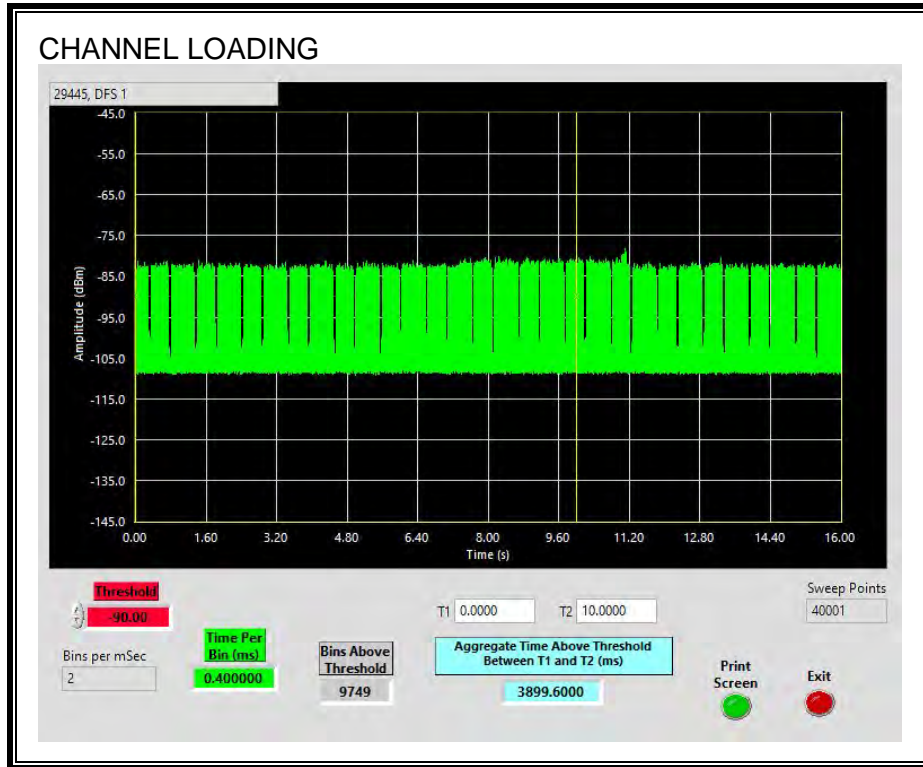 CHANNEL LOADING
29445, DFS 1
-45.0
-55.0
-65.0
-75.0
-85.0
-95.0
-105.0
-115.0
-125.0
-135.0
-145.0
Amplitude (dBm)
0.00 1.60 3.20 4.80 6.40 8.00 9.60 11.20 12.80 14.40 16.00
Time (s)
Threshold
-90.00
Bins per mSec
2
Time Per
Bin (ms)
0.400000
Bins Above
Threshold
9749
T1 0.0000 T2 10.0000
Aggregate Time Above Threshold
Between T1 and T2 (ms)
3899.6000
Sweep Points
40001
Print
Screen
Exit